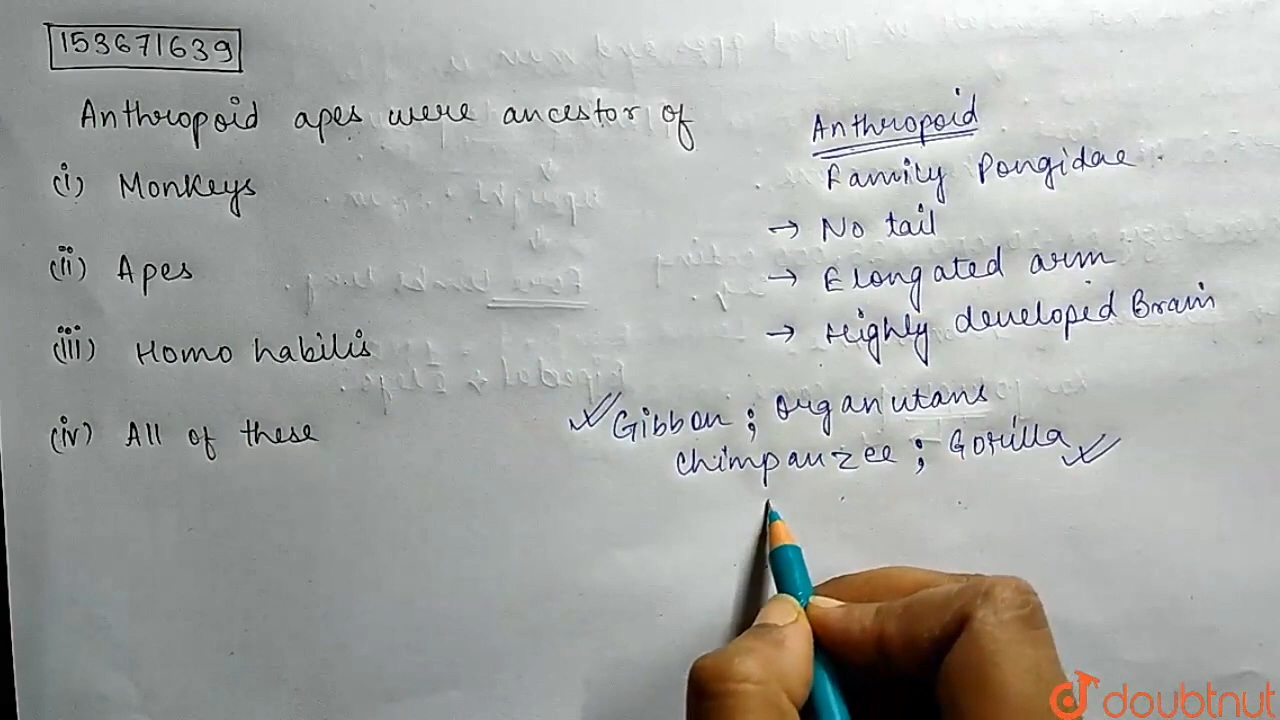 153671639
Anthropoid apes were ancestor of
(i) Monkeys
(ii) Apes
(iii) Homo habilis
(iv) All of these
Anthropoid
Family Pongidae
→ No tail
→ Elongated arm
→ Highly developed Brain
Gibbon ; Organutans
Chimpanzee ; Gorilla
doubtnut